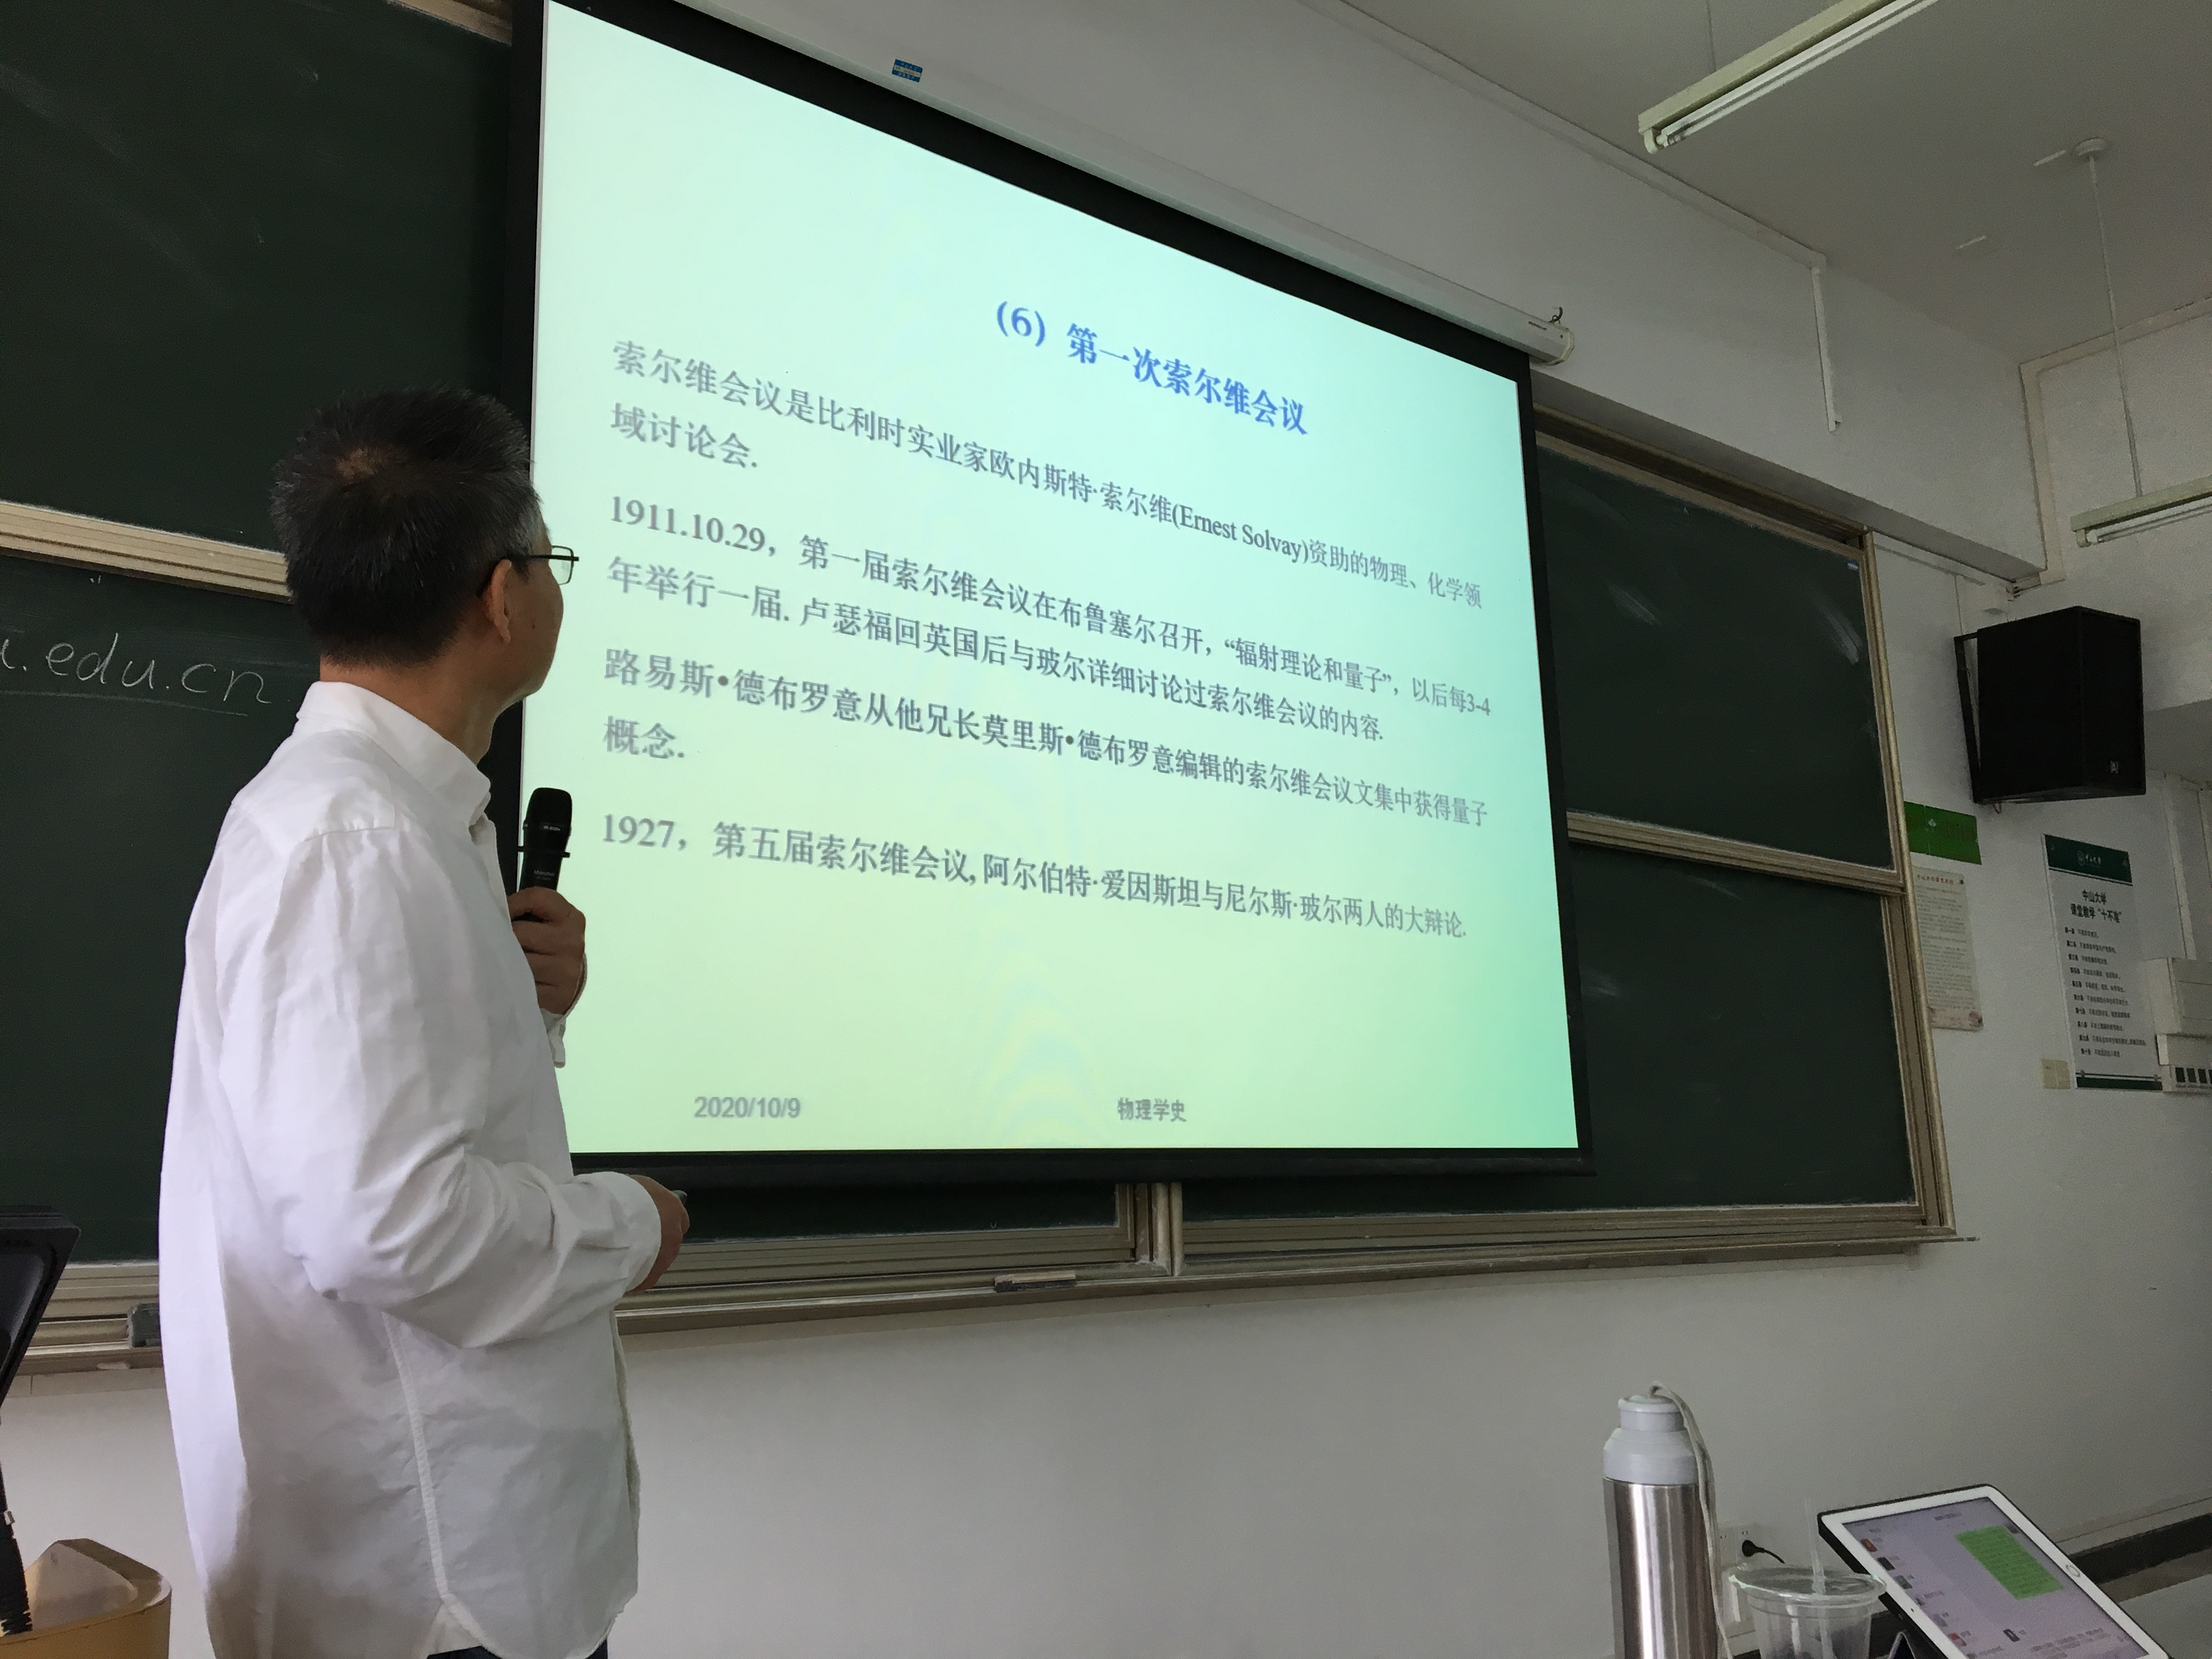 (6) 第一次索尔维会议
索尔维会议是比利时实业家欧内斯特·索尔维(Ernest Solvay)资助的物理、化学领
域讨论会.
1911.10.29，第一届索尔维会议在布鲁塞尔召开，“辐射理论和量子”，以后每3-4
年举行一届. 卢瑟福回英国后与玻尔详细讨论过索尔维会议的内容.
路易斯•德布罗意从他兄长莫里斯•德布罗意编辑的索尔维会议文集中获得量子
概念.
1927，第五届索尔维会议, 阿尔伯特·爱因斯坦与尼尔斯·玻尔两人的大辩论.
2020/10/9
物理学史
.edu.cn
中山大学
课堂教学“十不准”